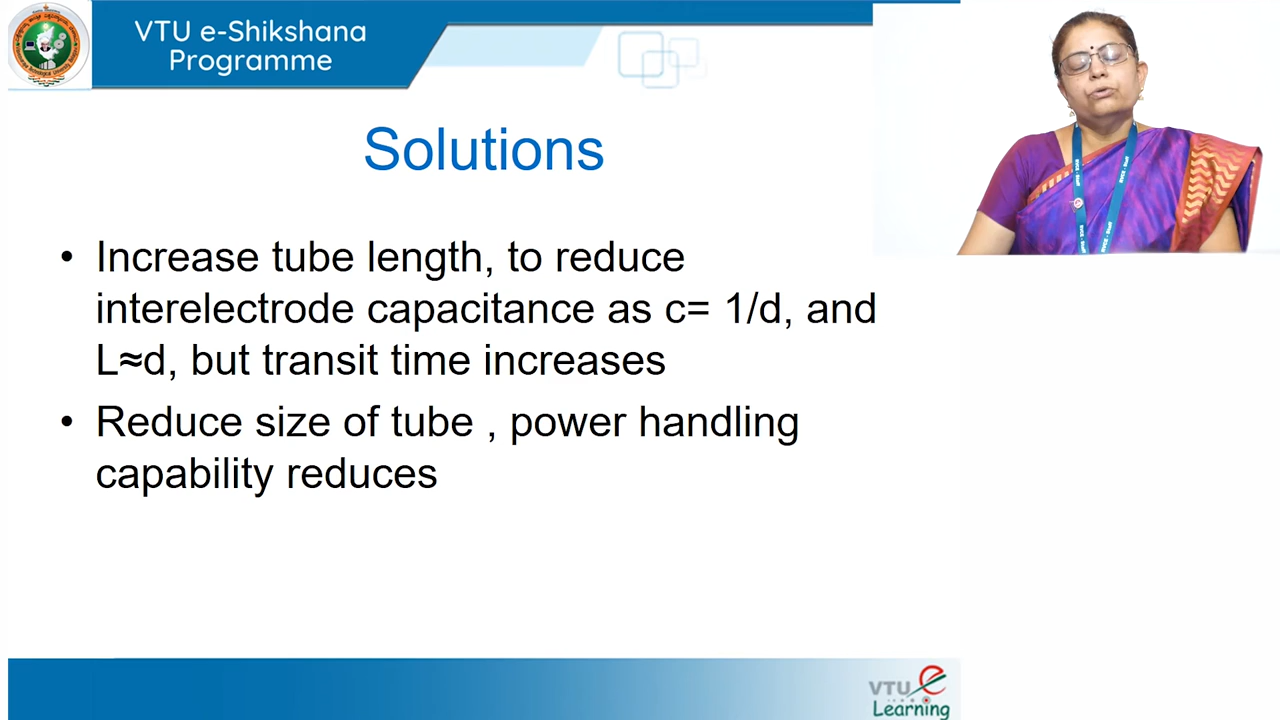 VTU e-Shikshana
Programme
Solutions
• Increase tube length, to reduce
interelectrode capacitance as c= 1/d, and
L≈d, but transit time increases
• Reduce size of tube , power handling
capability reduces
VTU e
Learning